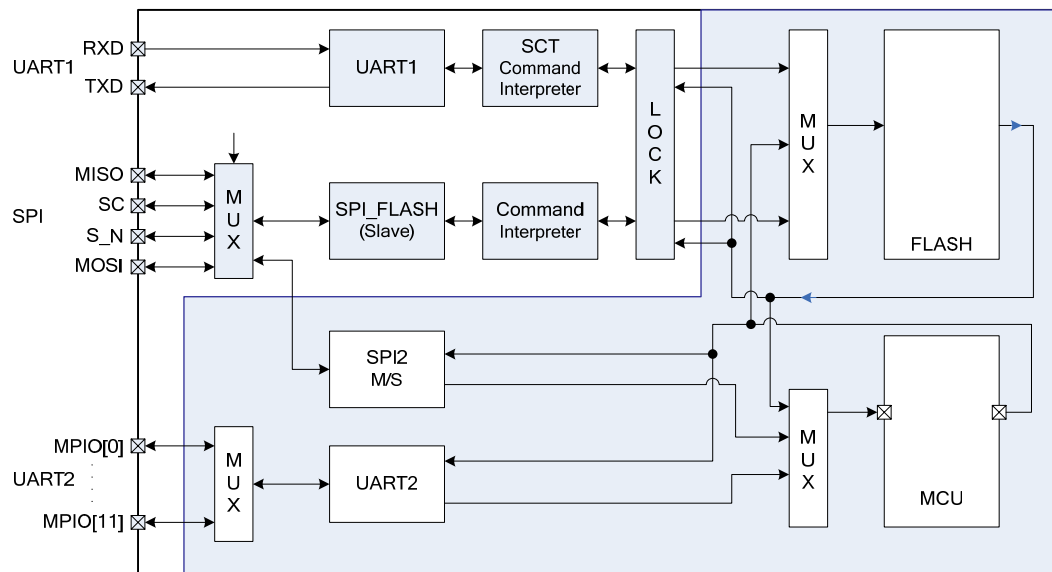 RXD
UART1
TXD
UART1
SCT
Command
Interpreter
L
O
C
K
M
U
X
FLASH
MISO
SC
SPI
S_N
MOSI
M
U
X
SPI_FLASH
(Slave)
Command
Interpreter
SPI2
M/S
MPIO[0]
UART2
MPIO[11]
M
U
X
UART2
M
U
X
MCU